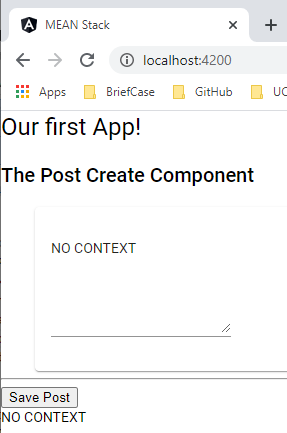 MEAN Stack
localhost:4200
Apps BriefCase GitHub UC
Our first App!
The Post Create Component
NO CONTEXT
Save Post
NO CONTEXT